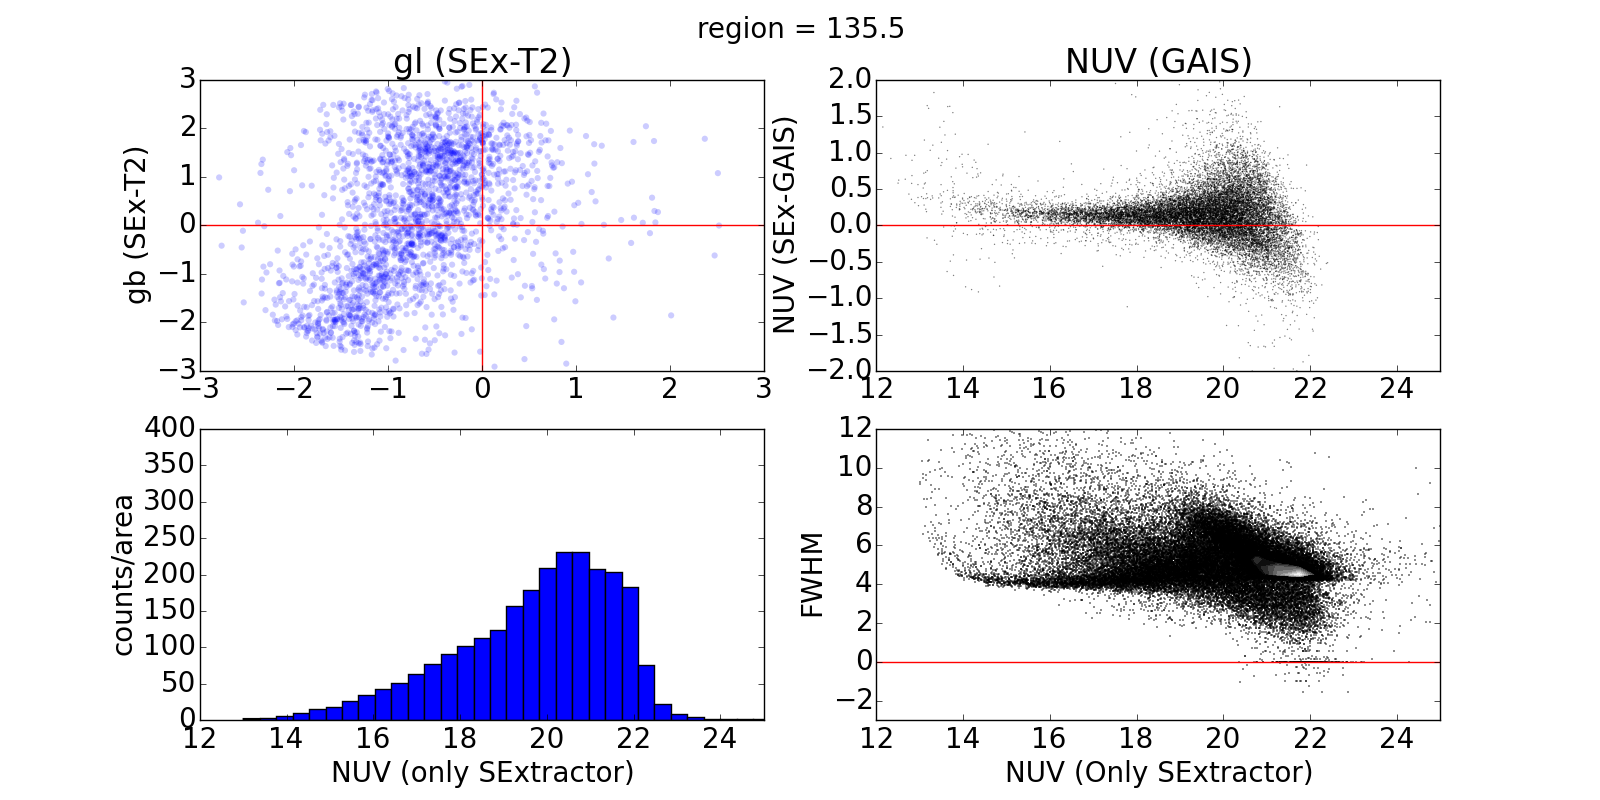 region = 135.5
gl (SEx-T2)
NUV (GAIS)
gb (SEx-T2)
3
2
1
0
−1
−2
−3
−3 −2 −1 0 1 2 3
NUV (SEx-GAIS)
2.0
1.5
1.0
0.5
0.0
−0.5
−1.0
−1.5
−2.0
12 14 16 18 20 22 24
counts/area
400
350
300
250
200
150
100
50
0
12 14 16 18 20 22 24
NUV (only SExtractor)
FWHM
12
10
8
6
4
2
0
−2
12 14 16 18 20 22 24
NUV (Only SExtractor)